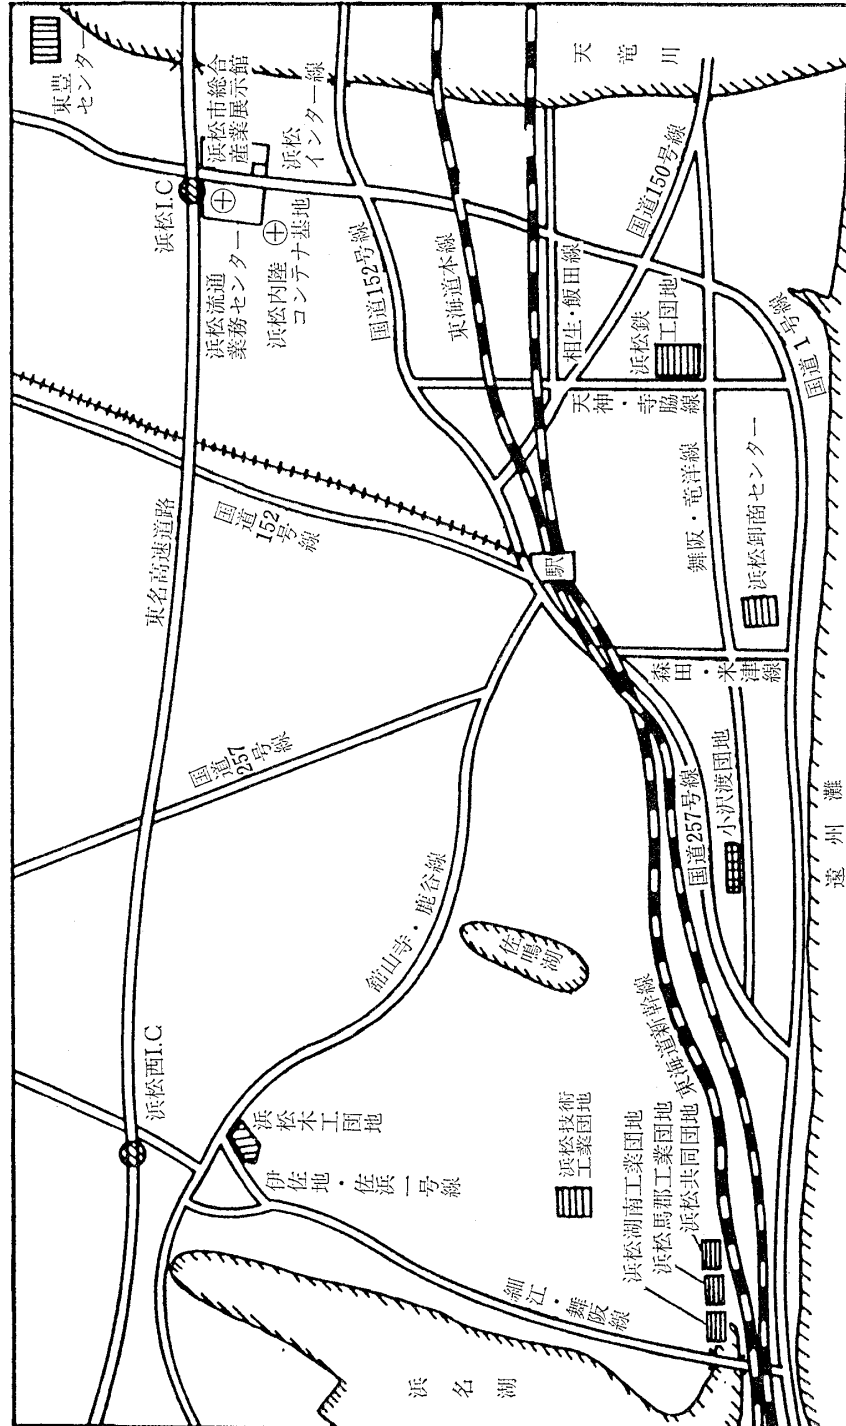 東豊
センター
浜松市総合
産業展示館
浜松
インター線
浜松I.C
浜松流通
業務センター
浜松内陸
コンテナ基地
国道152号線
東海道本線
天竜川
国道150号線
相生・飯田線
浜松鉄
工団地
天神・寺脇線
国道1号線
国道
152
号線
東名高速道路
駅
舞阪・竜洋線
浜松卸商センター
森田・米津線
国道
257
号線
舘山寺・鹿谷線
佐鳴湖
国道257号線
小沢渡団地
遠州灘
浜松西I.C
浜松木工団地
伊佐地・佐浜一号線
浜松技術
工業団地
東海道新幹線
浜松湖南工業団地
浜松馬郡工業団地
浜松共同団地
細江・舞阪線
浜名湖